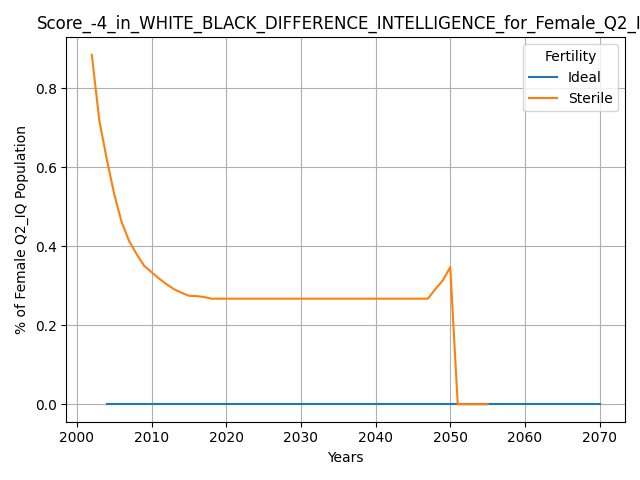 Score_-4_in_WHITE_BLACK_DIFFERENCE_INTELLIGENCE_for_Female_Q2_I
Fertility
Ideal
Sterile
% of Female Q2_IQ Population
0.8
0.6
0.4
0.2
0.0
2000 2010 2020 2030 2040 2050 2060 2070
Years